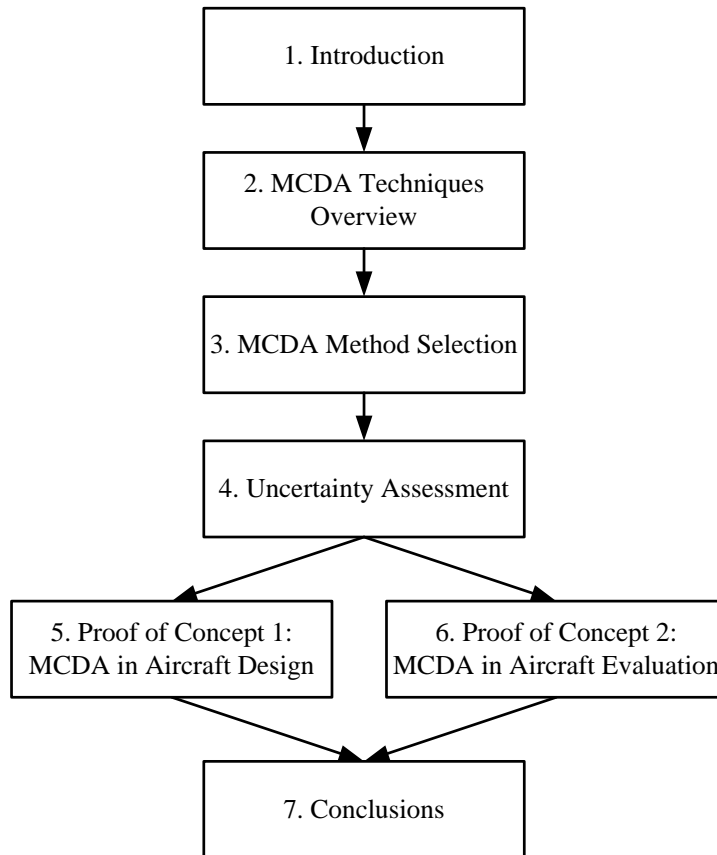 1. Introduction
2. MCDA Techniques
Overview
3. MCDA Method Selection
4. Uncertainty Assessment
5. Proof of Concept 1:
MCDA in Aircraft Design
6. Proof of Concept 2:
MCDA in Aircraft Evaluation
7. Conclusions